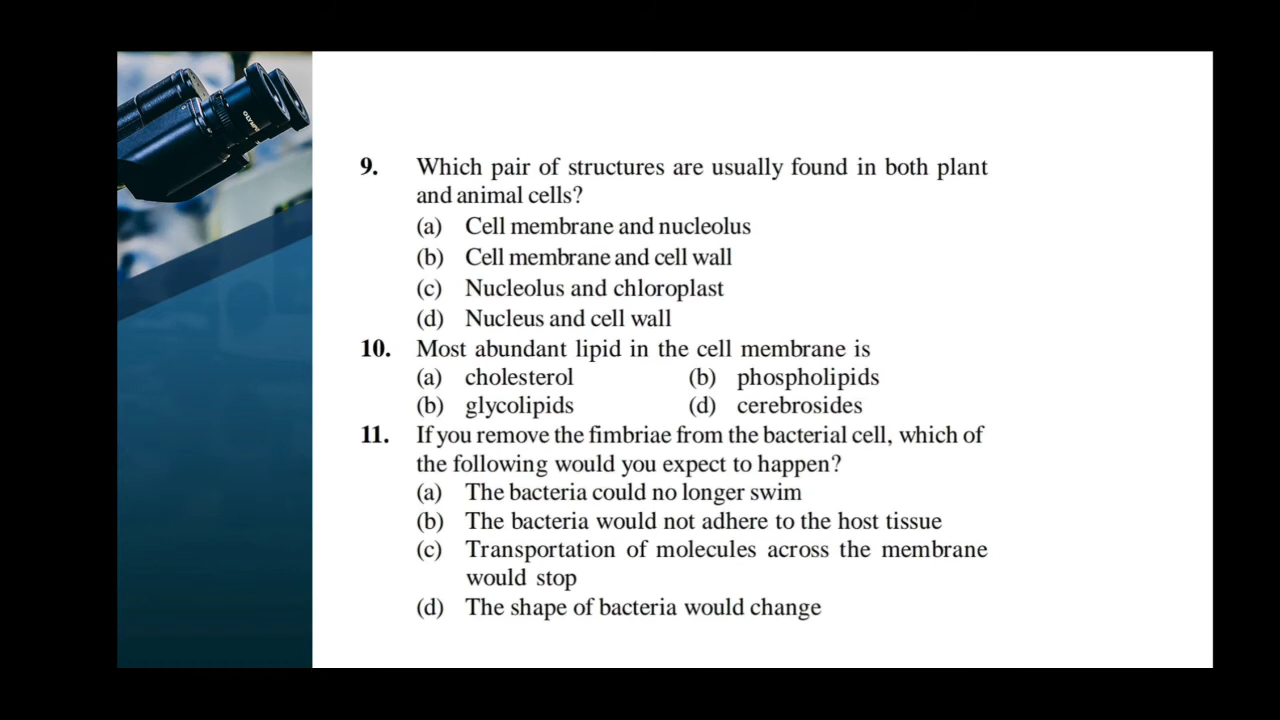 9. Which pair of structures are usually found in both plant
and animal cells?
(a) Cell membrane and nucleolus
(b) Cell membrane and cell wall
(c) Nucleolus and chloroplast
(d) Nucleus and cell wall
10. Most abundant lipid in the cell membrane is
(a) cholesterol (b) phospholipids
(b) glycolipids (d) cerebrosides
11. If you remove the fimbriae from the bacterial cell, which of
the following would you expect to happen?
(a) The bacteria could no longer swim
(b) The bacteria would not adhere to the host tissue
(c) Transportation of molecules across the membrane
would stop
(d) The shape of bacteria would change